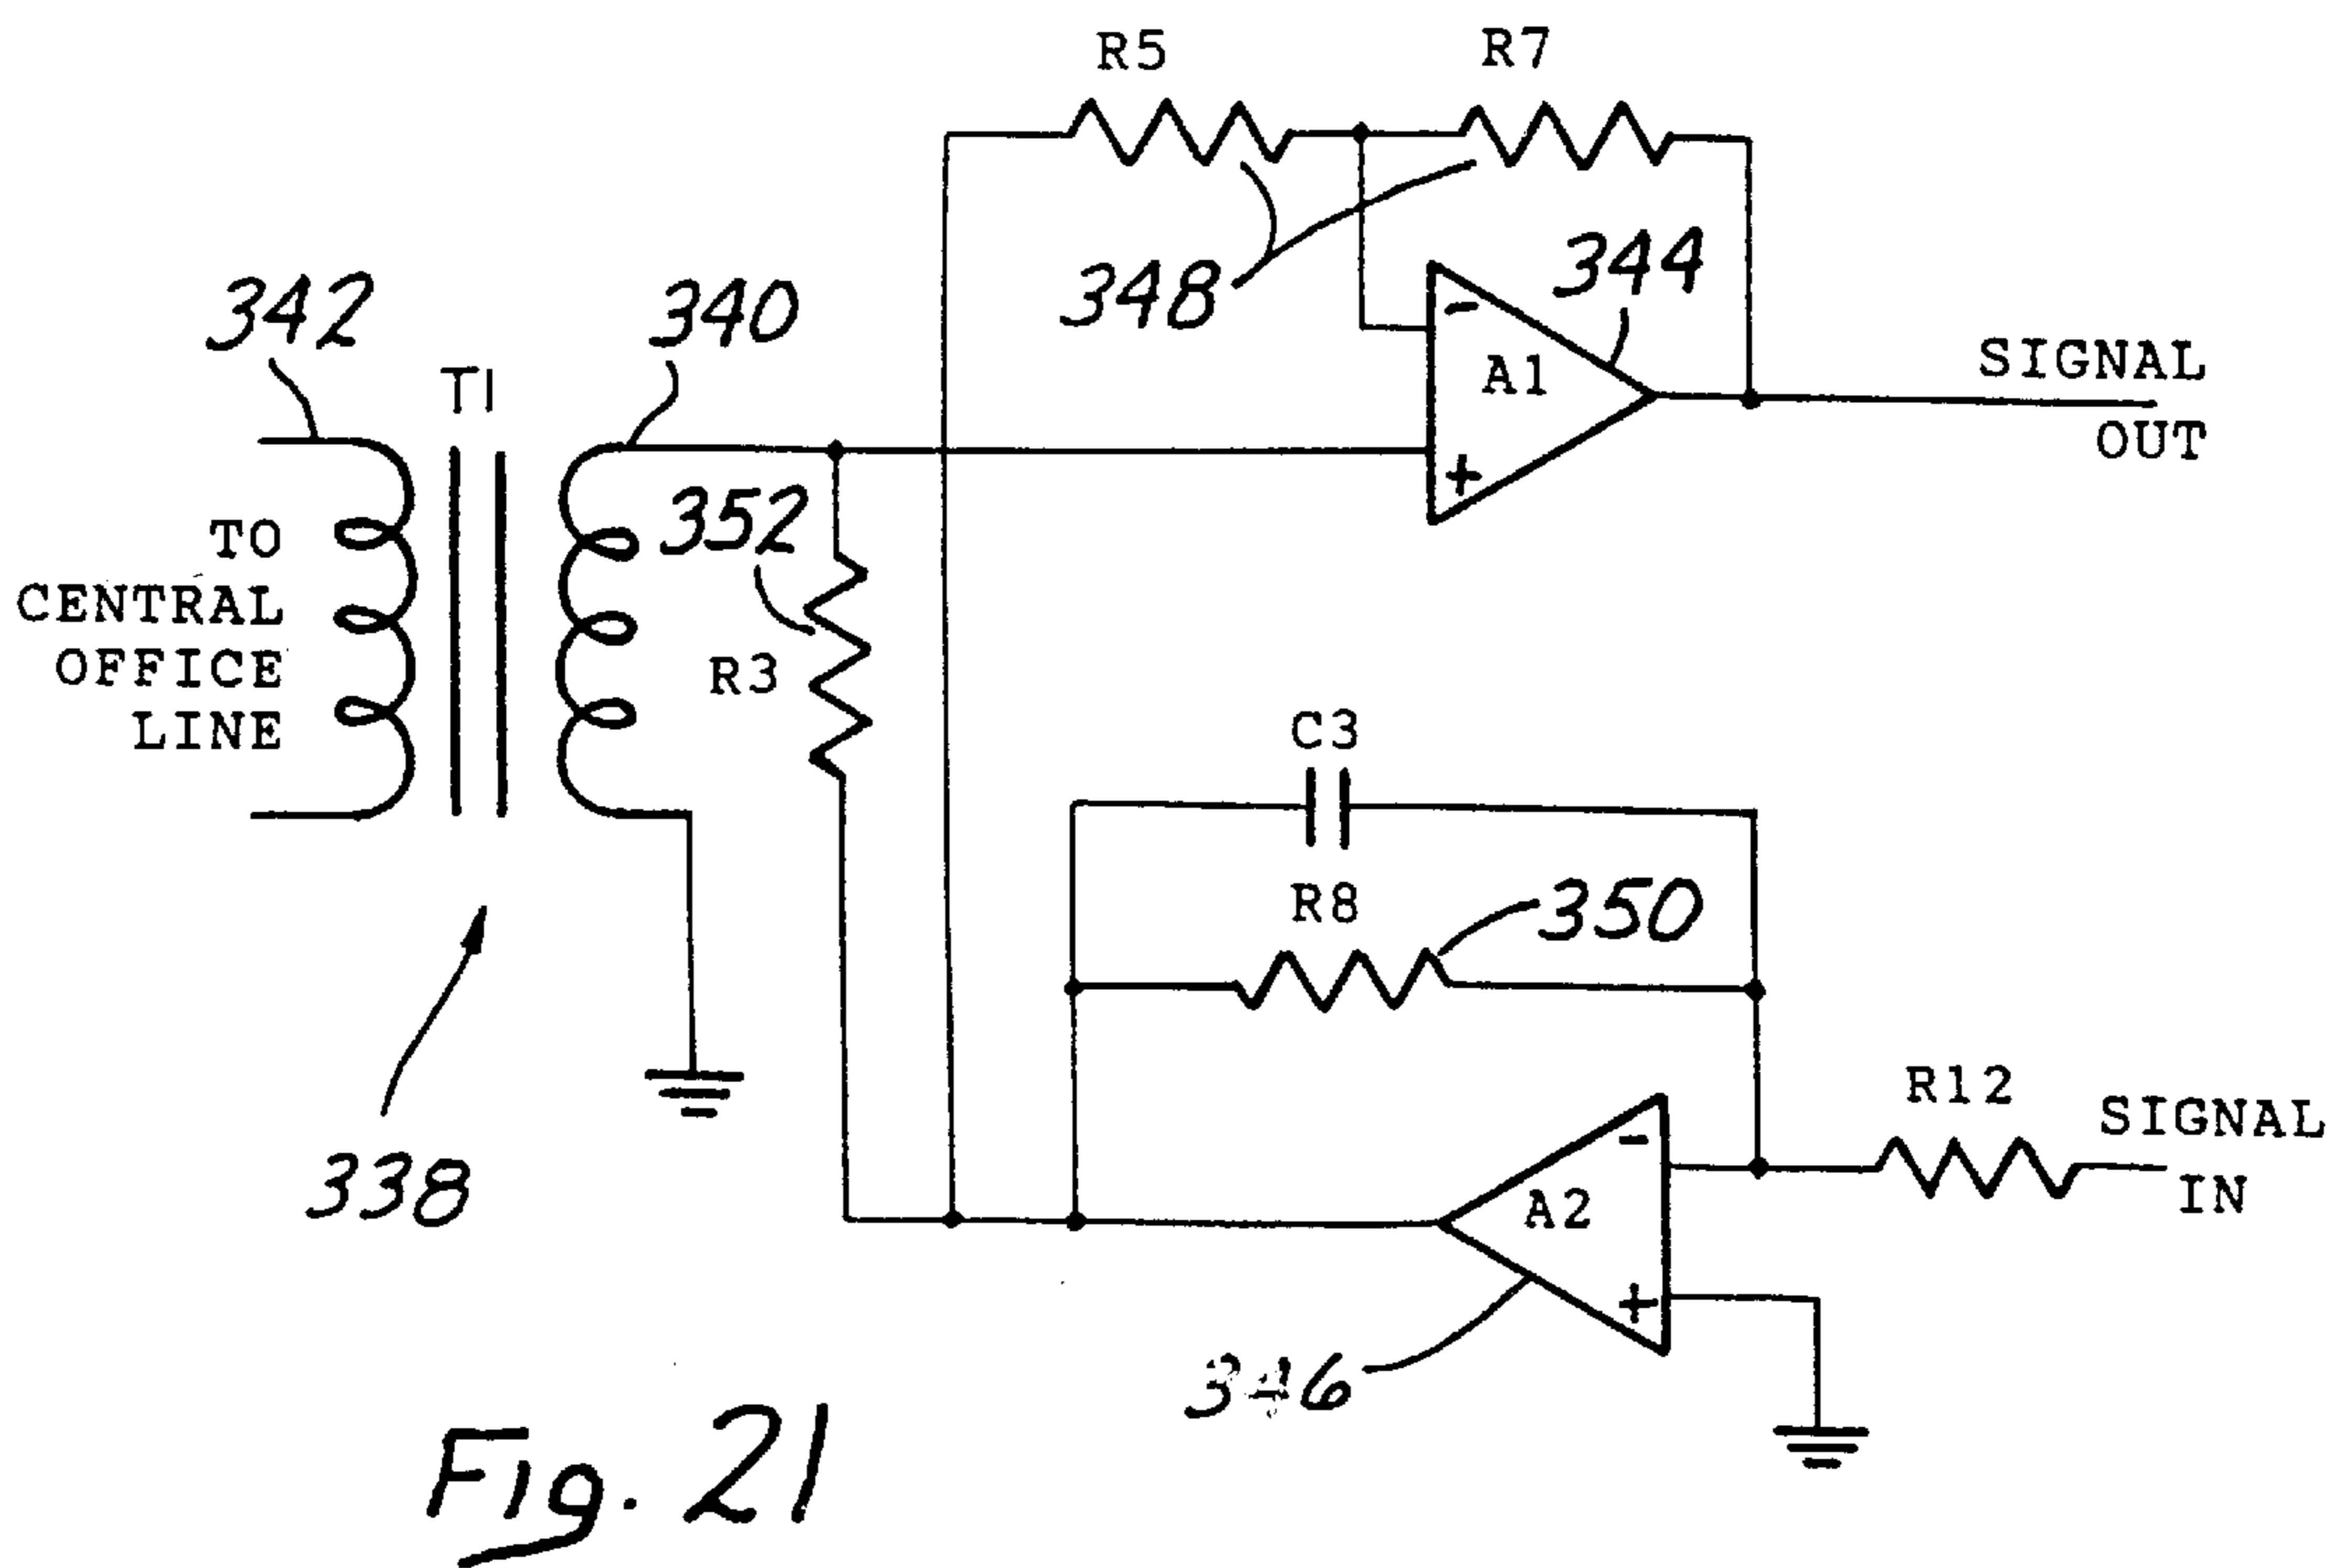 R5
R7
348
344
342
T1
340
-
A1
+
SIGNAL
OUT
TO
CENTRAL
OFFICE
LINE
352
R3
C3
R8
350
338
-
A2
+
R12
SIGNAL
IN
346
Fig. 21